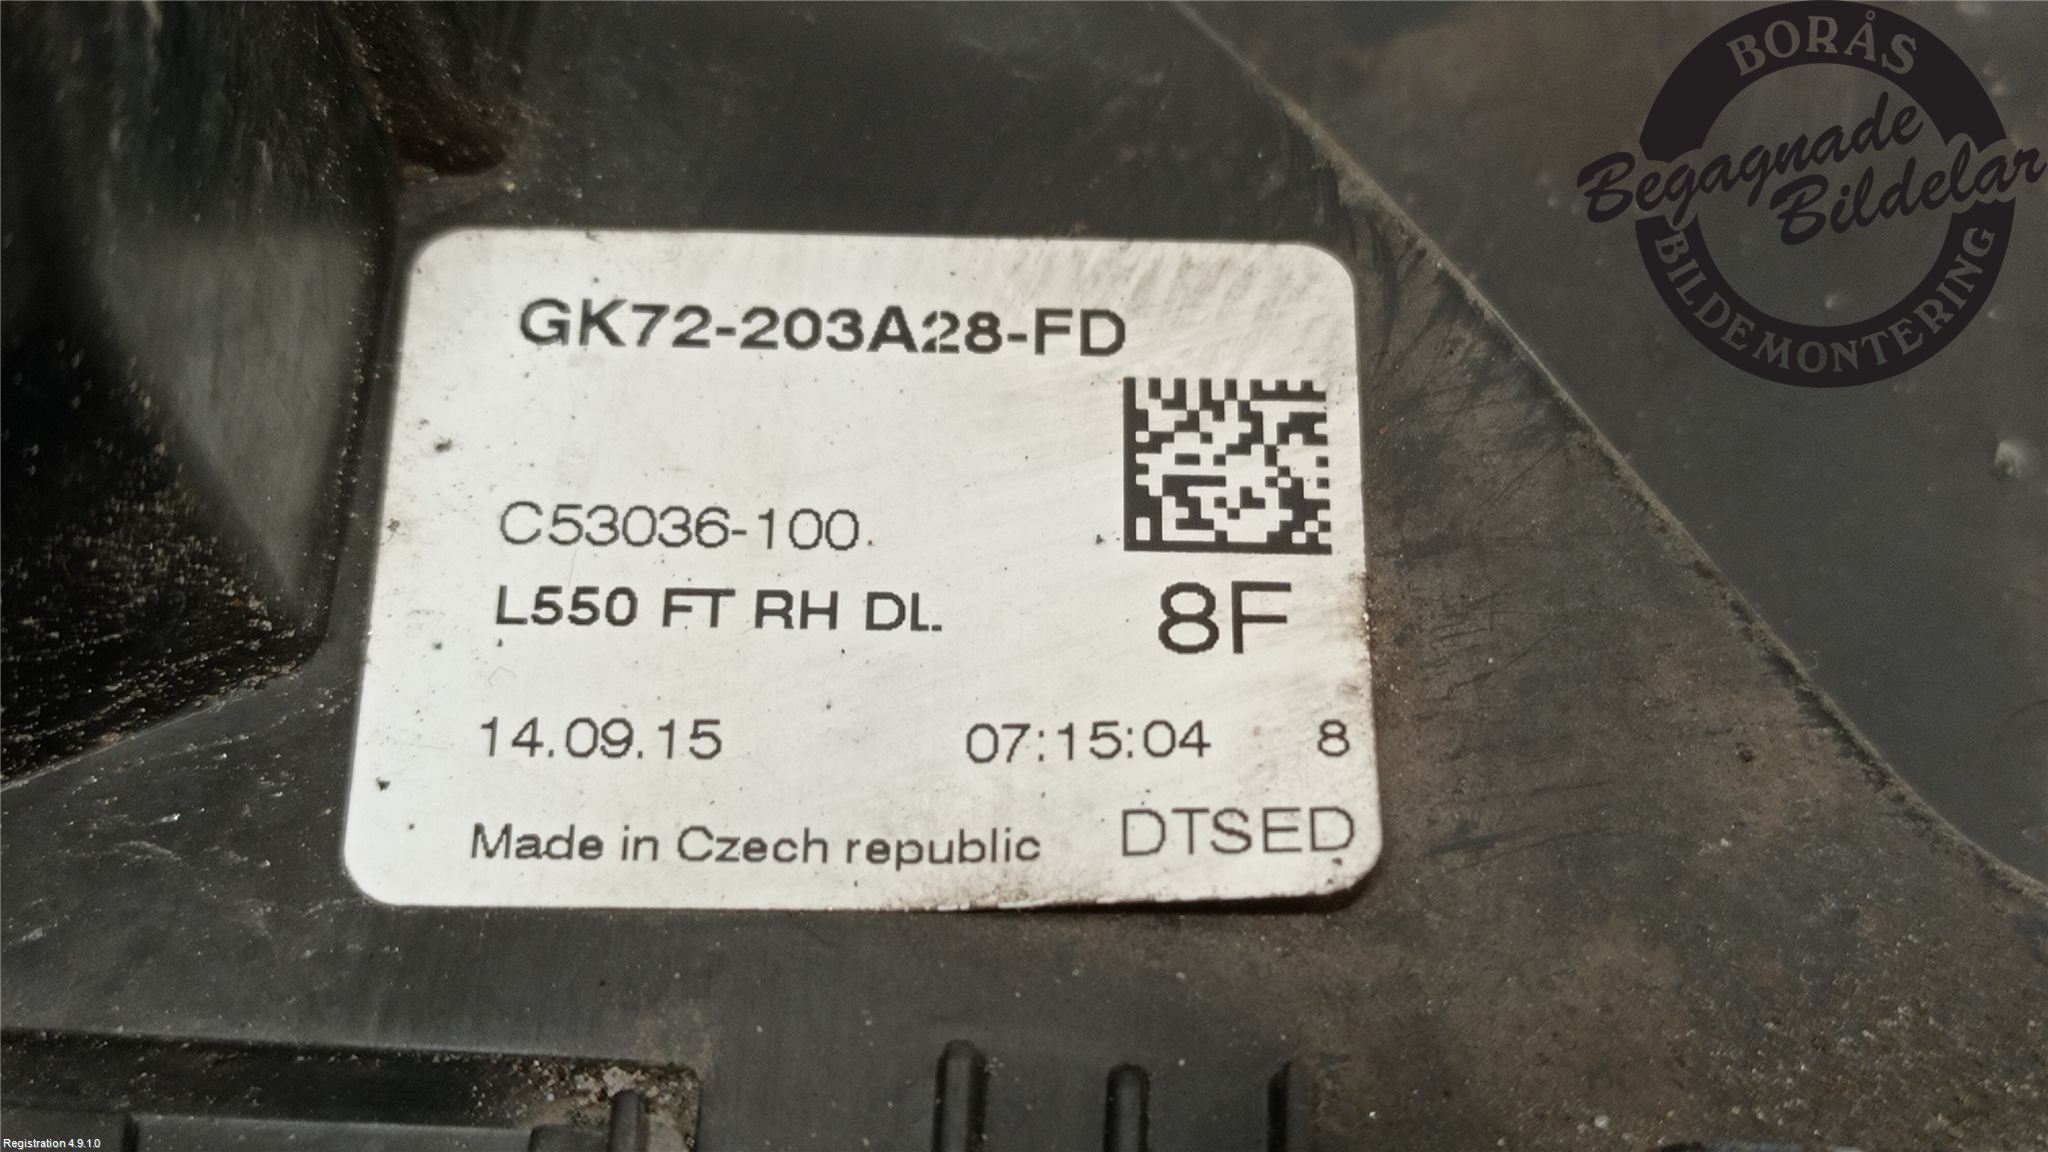 BORÅS
Begagnade
Bildelar
BILDEMONTERING
GK72-203A28-FD
C53036-100
L550 FT RH DL
8F
14.09.15 07:15:04 8
Made in Czech republic DTSED
Registration 4.9.1.0